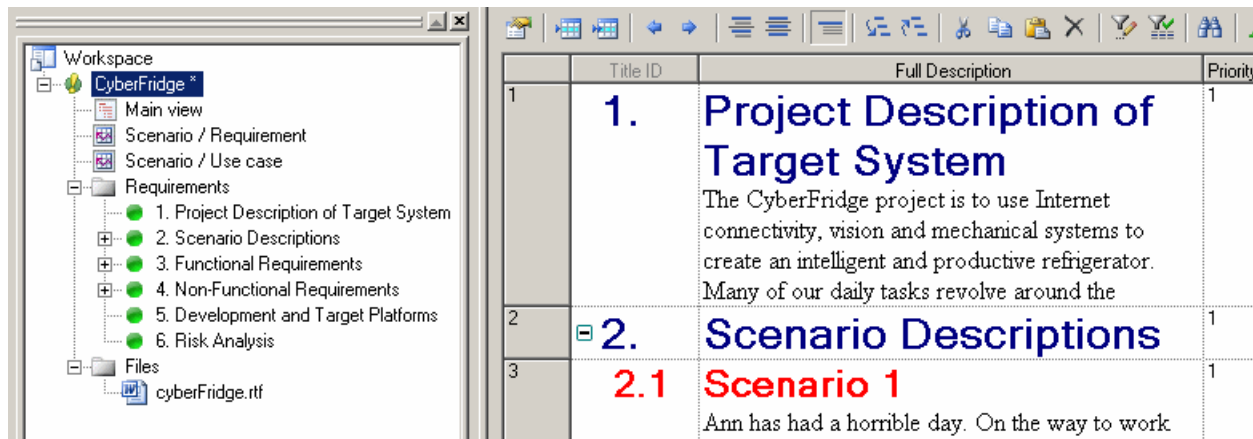 Workspace
CyberFridge *
Main view
Scenario / Requirement
Scenario / Use case
Requirements
1. Project Description of Target System
2. Scenario Descriptions
3. Functional Requirements
4. Non-Functional Requirements
5. Development and Target Platforms
6. Risk Analysis
Files
cyberFridge.rtf
Title ID Full Description Priority
1 1. Project Description of 1
Target System
The CyberFridge project is to use Internet
connectivity, vision and mechanical systems to
create an intelligent and productive refrigerator.
Many of our daily tasks revolve around the
2 2. Scenario Descriptions 1
3 2.1 Scenario 1 1
Ann has had a horrible day. On the way to work